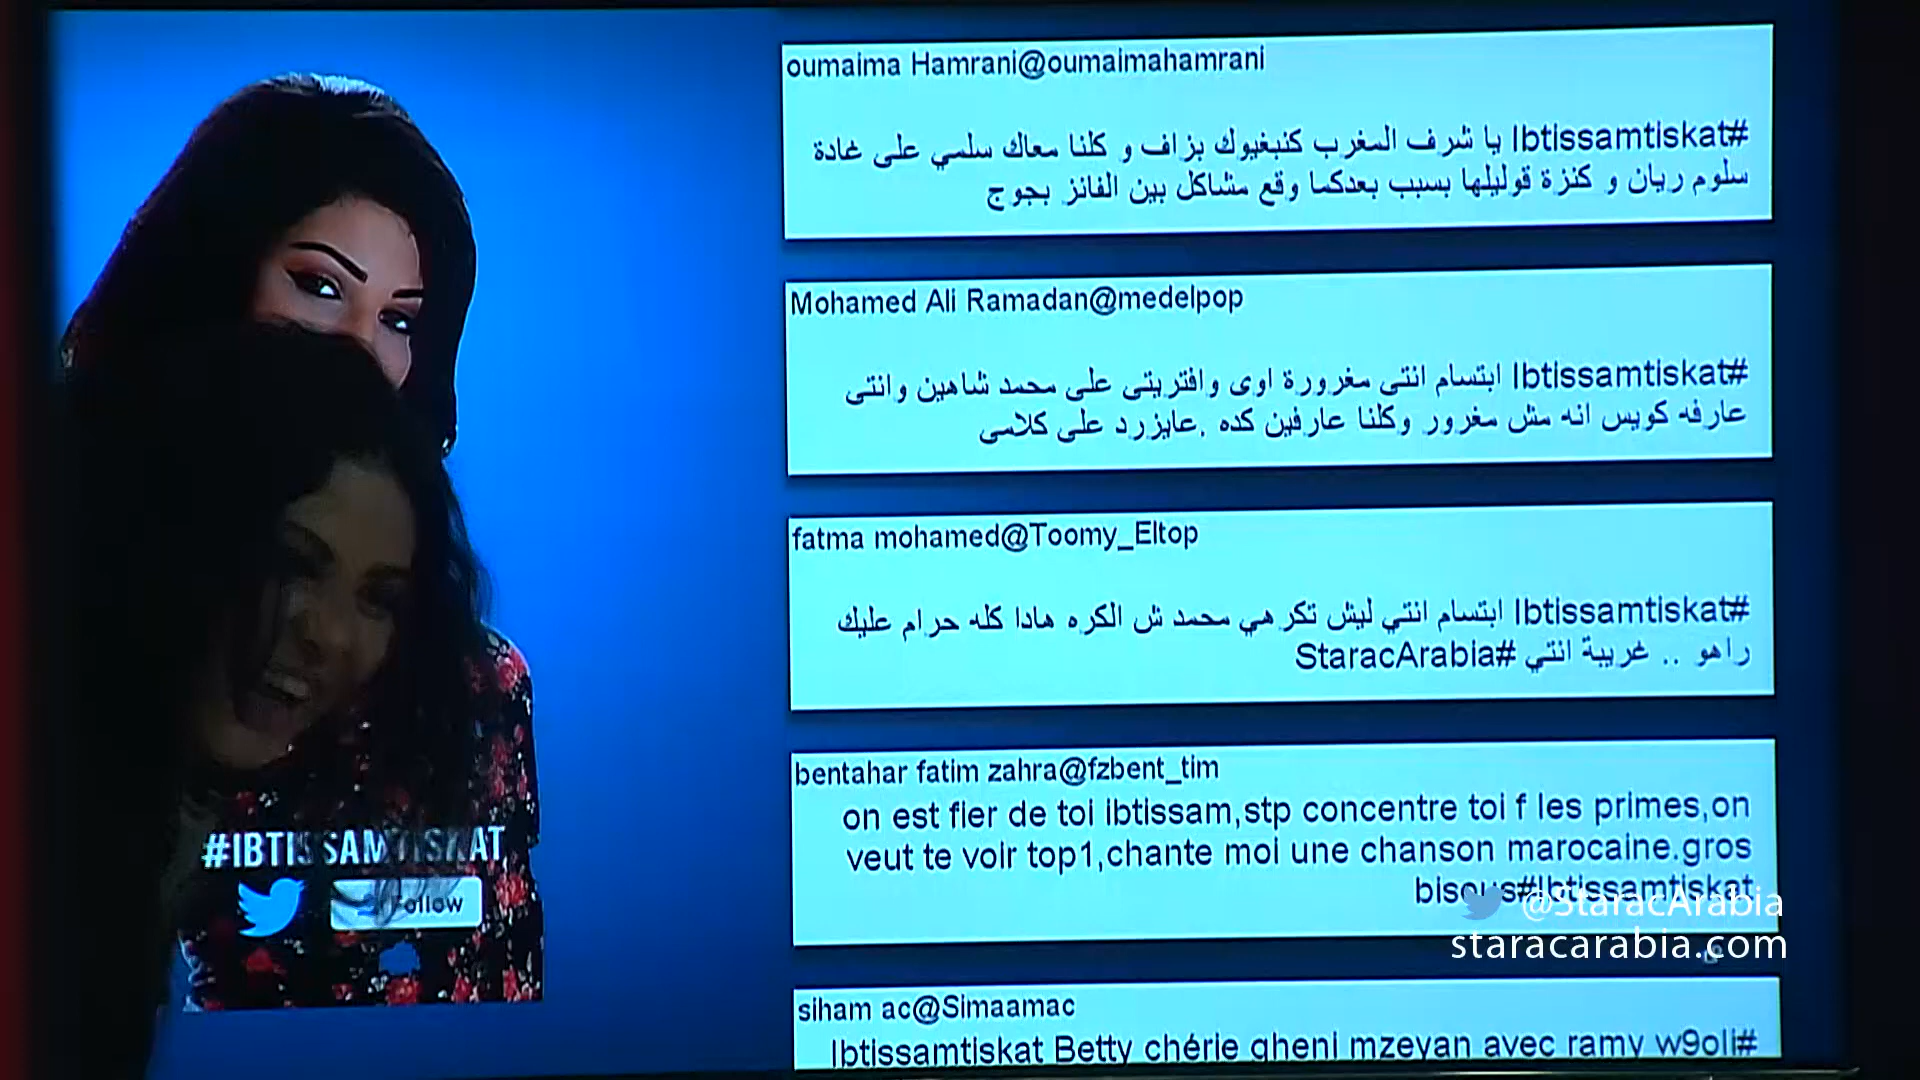 oumaima Hamrani@oumaimahamrani
#Ibtissamtiskat يا شرف المغرب كنبغيوك بزاف و كلنا معاك سلمي على غادة
سلوم ريان و كنزة قوليلها بسبب بعدكما وقع مشاكل بين الفانز بجوج
Mohamed Ali Ramadan@medelpop
#Ibtissamtiskat ابتسام انتى مغرورة اوى وافتريتى على محمد شاهين وانتى
عارفه كويس انه مش مغرور وكلنا عارفين كده .عايزرد على كلامى
fatma mohamed@Toomy_Eltop
#Ibtissamtiskat ابتسام انتي ليش تكرهي محمد ش الكره هادا كله حرام عليك
راهو .. غريبة انتي #StaracArabia
bentahar fatim zahra@fzbent_tim
on est fier de toi ibtissam,stp concentre toi f les primes,on
veut te voir top1,chante moi une chanson marocaine.gros
bisous#Ibtissamtiskat
siham ac@Simaamac
Ibtissamtiskat Betty chérie gheni mzeyan avec ramy w9oli#
#IBTISSAMTISKAT
Follow
@StaracArabia
staracarabia.com